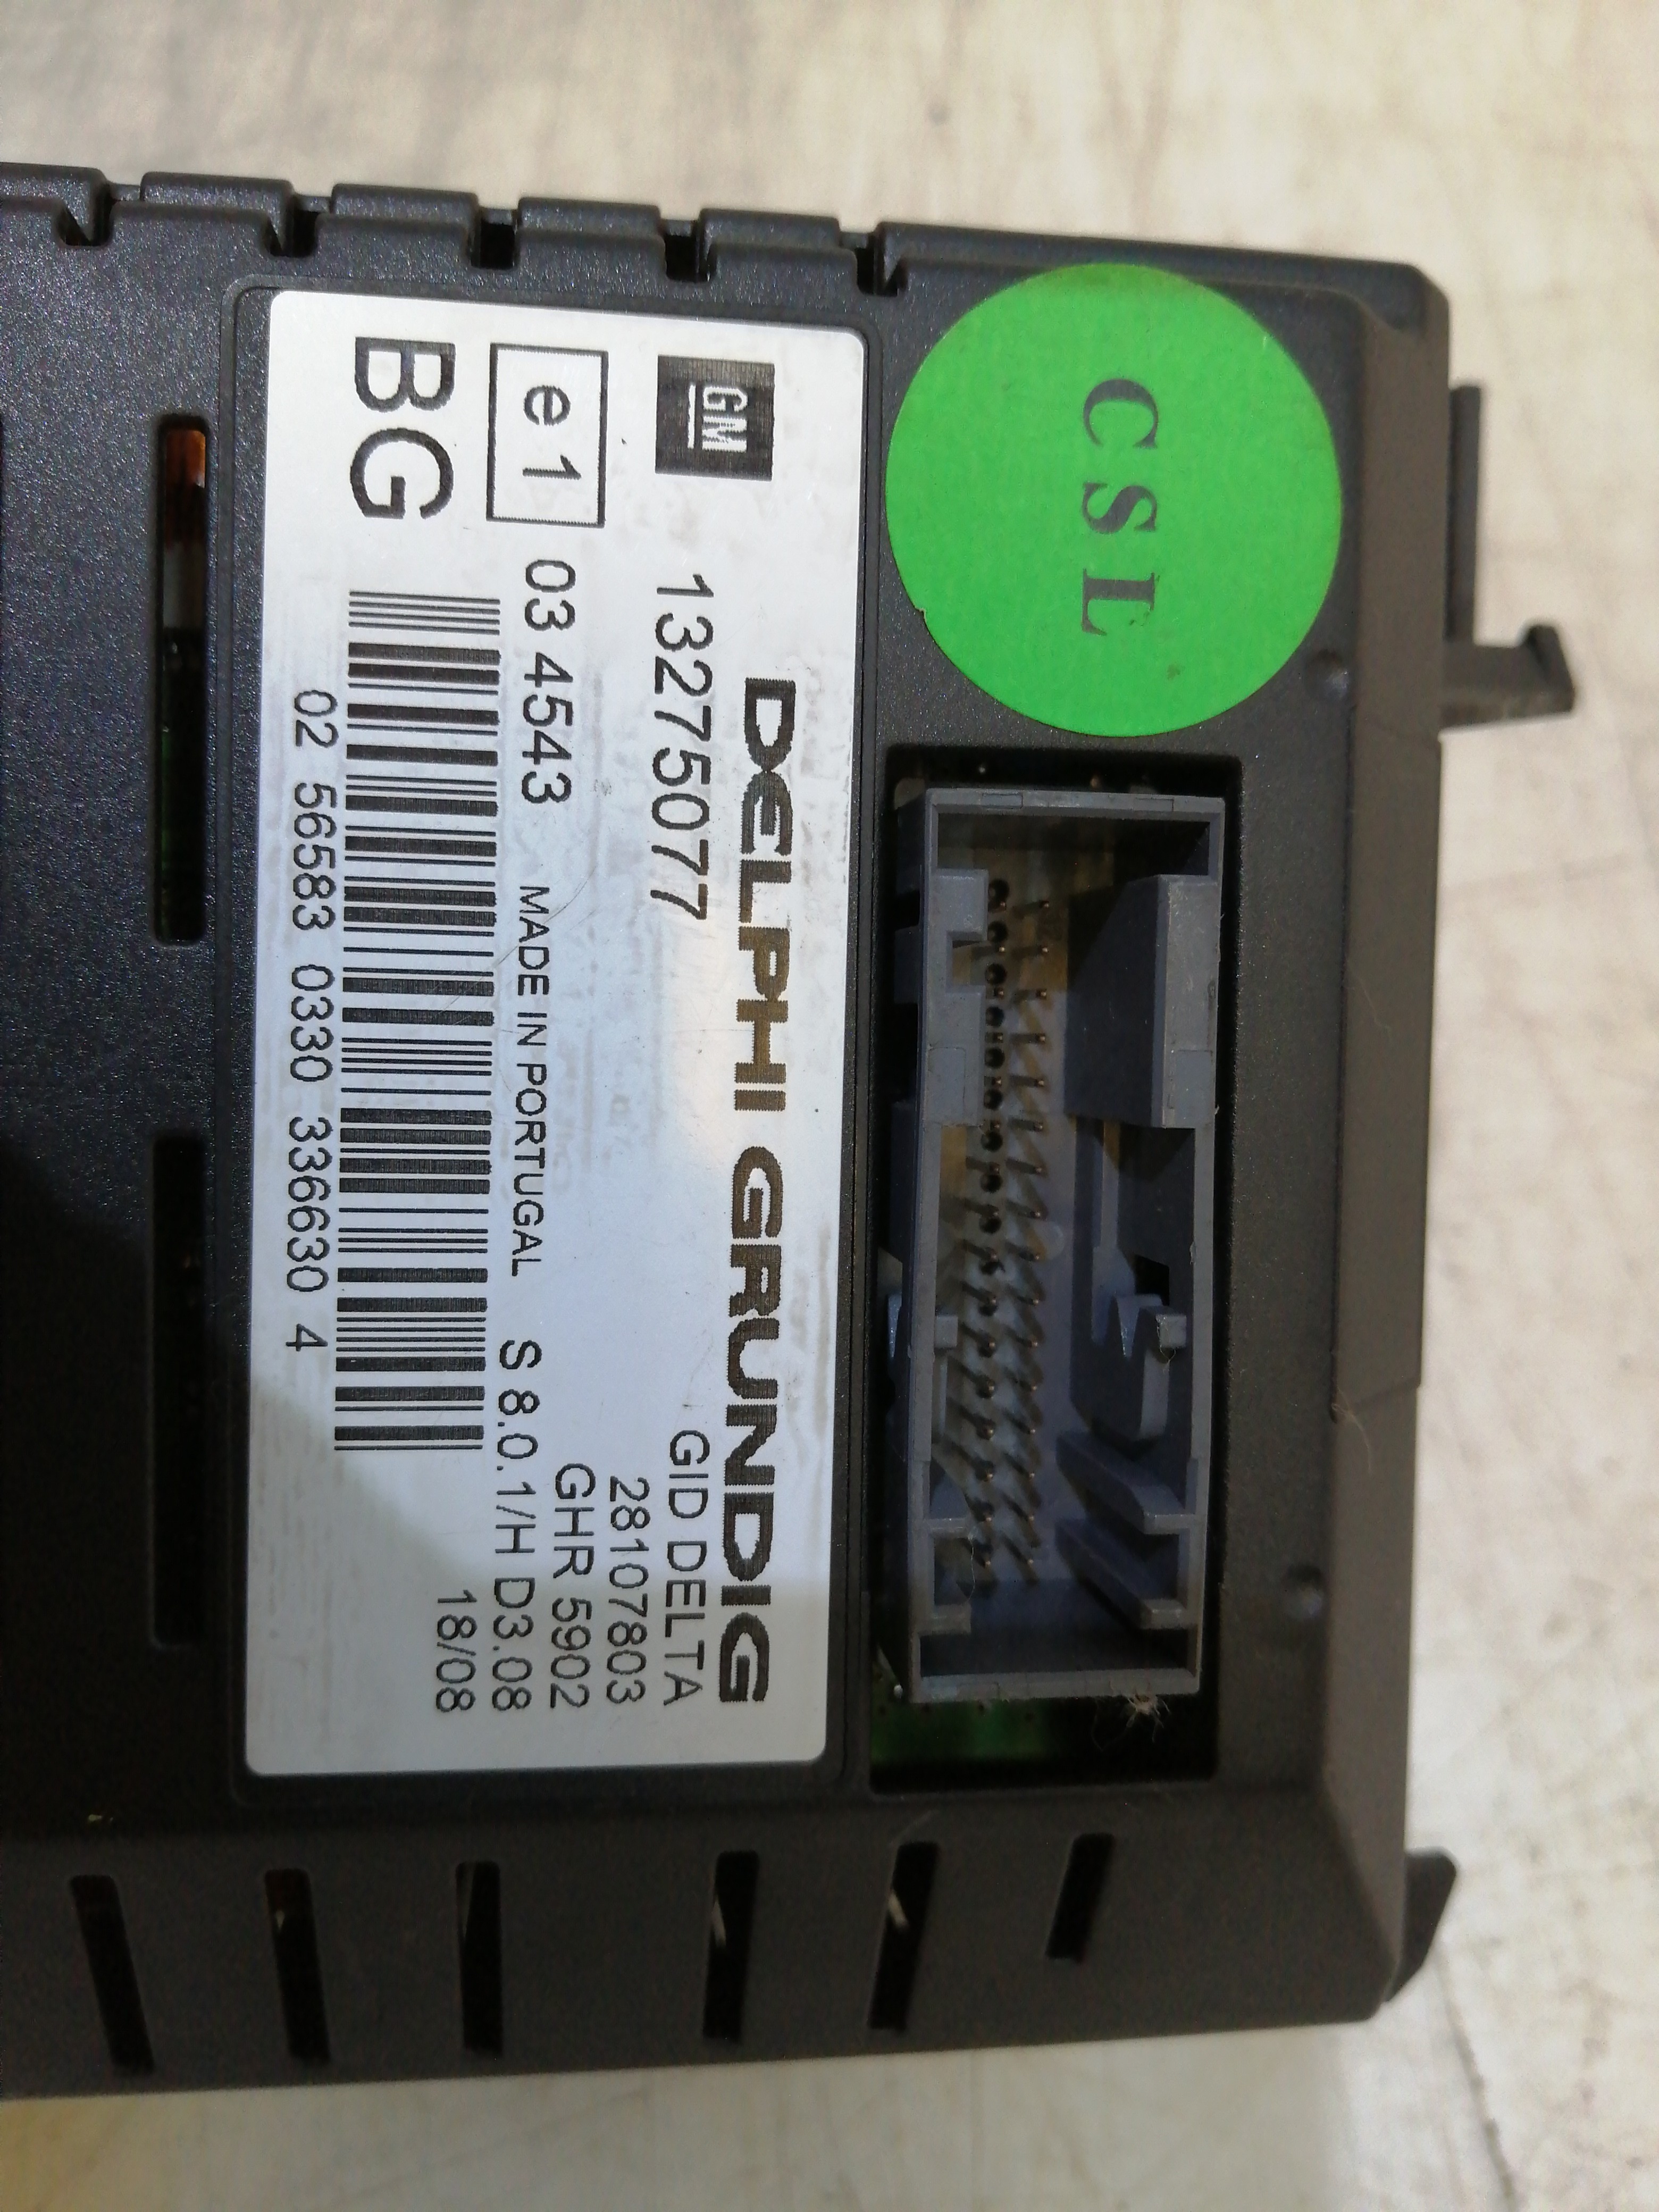 CSL
DELPHI GRUNDIG
GM
13275077
GID DELTA
28107803
e1
03 4543
MADE IN PORTUGAL
GHR 5902
S 8.0.1/H D3.08
BG
18/08
02 56583 0330 336630 4